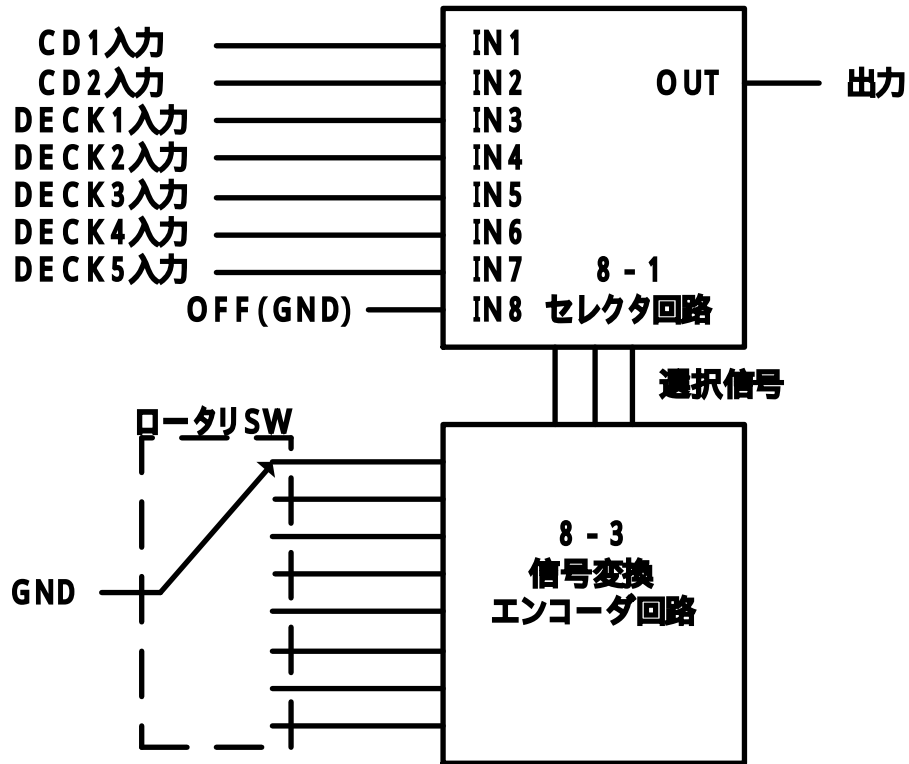 CD1入力
CD2入力
DECK1入力
DECK2入力
DECK3入力
DECK4入力
DECK5入力
OFF(GND)
IN1
IN2
IN3
IN4
IN5
IN6
IN7
IN8
OUT
出力
8-1
セレクタ回路
選択信号
ロータリSW
GND
8-3
信号変換
エンコーダ回路